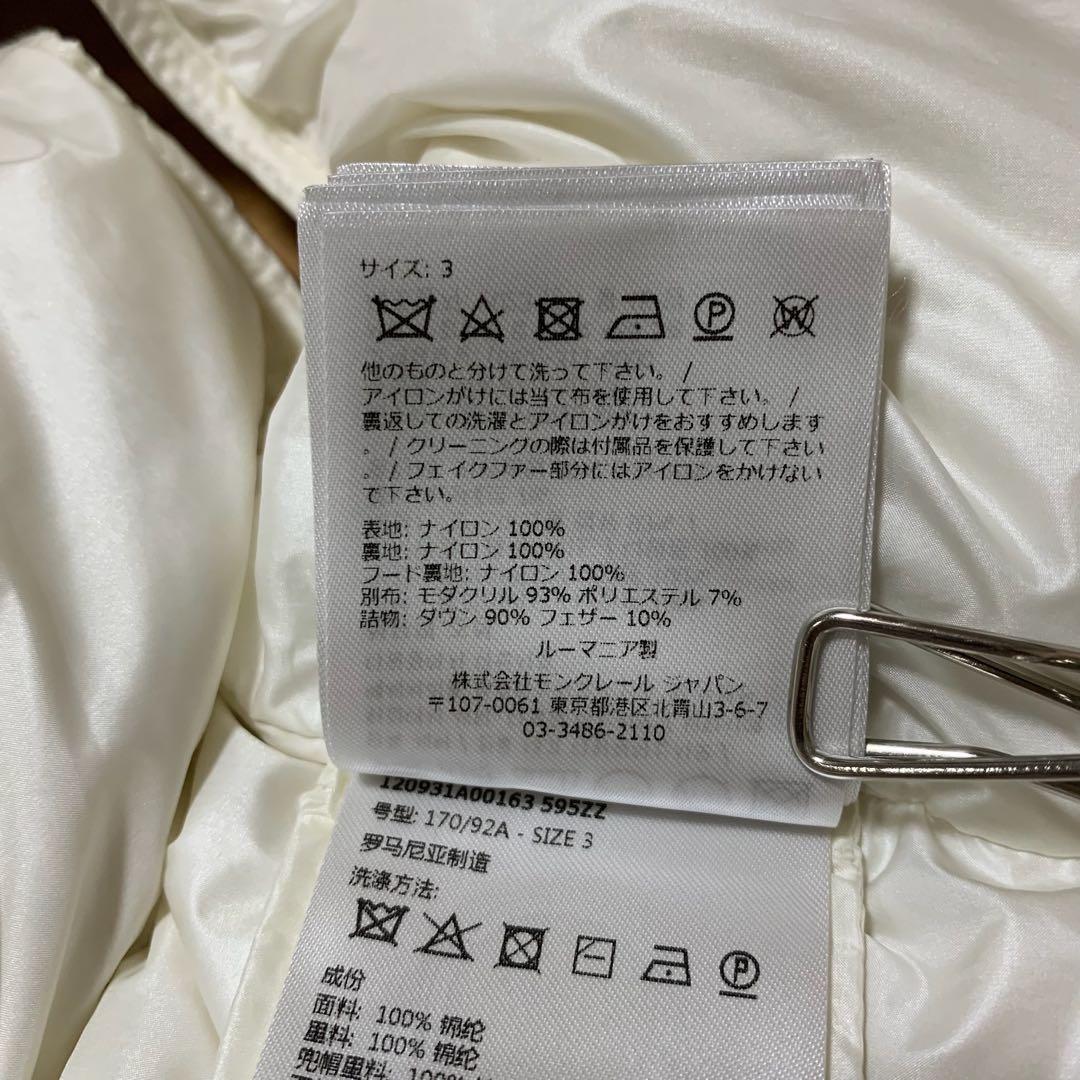 サイズ: 3
他のものと分けて洗って下さい。 /
アイロンがけには当て布を使用して下さい。/
裏返しての洗濯とアイロンがけをおすすめします
。/ クリーニングの際は付属品を保護して下さい
。/ フェイクファー部分にはアイロンをかけない
で下さい。
表地: ナイロン 100%
裏地: ナイロン 100%
フード裏地: ナイロン 100%
別布: モダクリル 93% ポリエステル 7%
詰物: ダウン 90% フェザー 10%
ルーマニア製
株式会社モンクレール ジャパン
〒107-0061 東京都港区北青山3-6-7
03-3486-2110
120931A00163 595ZZ
号型: 170/92A - SIZE 3
罗马尼亚制造
洗涤方法:
成份
面料: 100% 锦纶
里料: 100% 锦纶
兜帽里料: 100% 锦纶